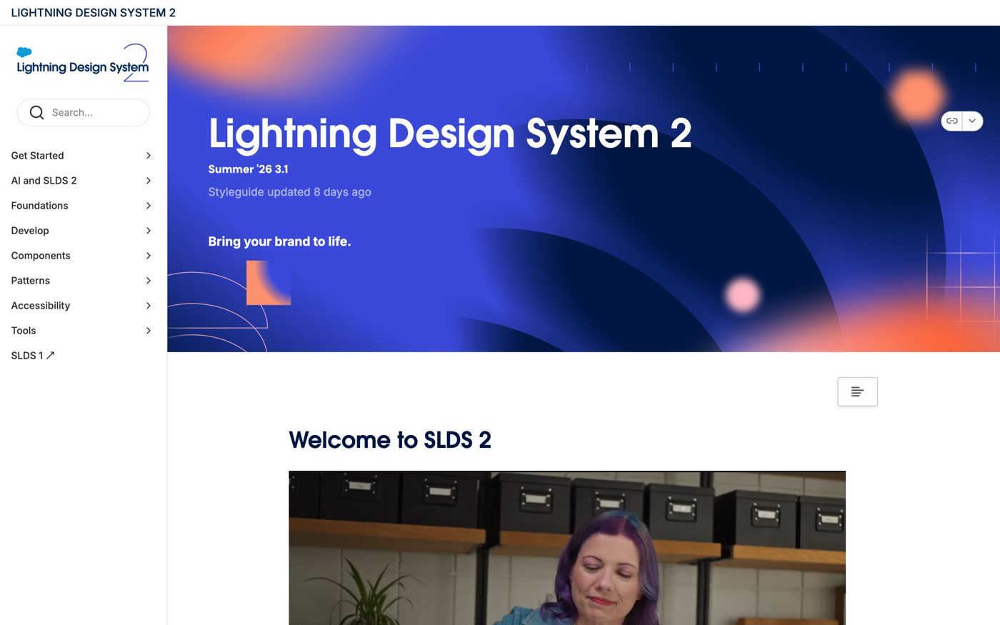 LIGHTNING DESIGN SYSTEM 2
2
Lightning Design System
Search...
Get Started
AI and SLDS 2
Foundations
Develop
Components
Patterns
Accessibility
Tools
SLDS 1 ↗
Lightning Design System 2
Summer '26 3.1
Styleguide updated 8 days ago
Bring your brand to life.
Welcome to SLDS 2